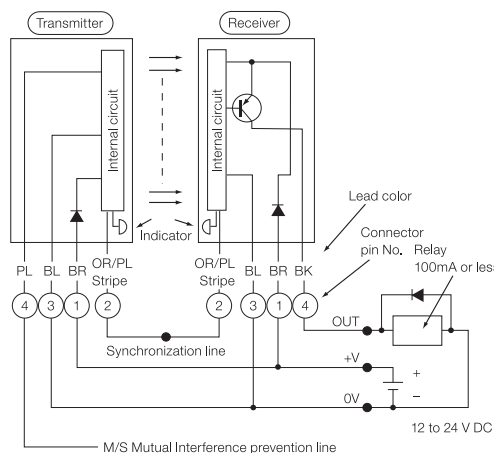 Transmitter
Receiver
Internal circuit
Internal circuit
Indicator
Lead color
Connector
pin No.
Relay
100mA or less
PL BL BR
OR/PL
Stripe
OR/PL
Stripe
BL BR BK
4 3 1 2
2 3 1 4
Synchronization line
OUT
+V
+
0V
–
12 to 24 V DC
M/S Mutual Interference prevention line